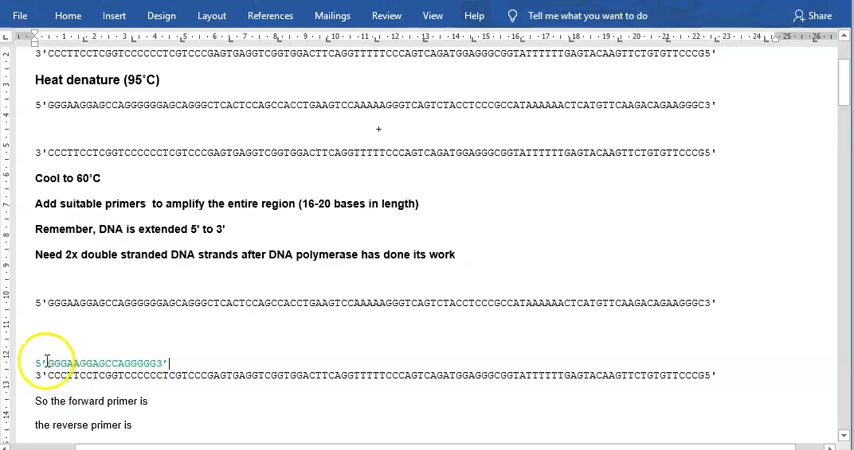 File Home Insert Design Layout References Mailings Review View Help Tell me what you want to do Share
3'CCCTTCCTCGGTCCCCCCTCGTCCCGAGTGAGGTCGGTGGACTTCAGGTTTTTCCCAGTCAGATGGAGGGCGGTATTTTTTGAGTACAAGTTCTGTGTTCCCG5'
Heat denature (95°C)
5'GGGAAGGAGCCAGGGGGGAGCAGGGCTCACTCCAGCCACCTGAAGTCCAAAAAGGGTCAGTCTACCTCCCGCCATAAAAAACTCATGTTCAAGACAGAAGGGC3'
+
3'CCCTTCCTCGGTCCCCCCTCGTCCCGAGTGAGGTCGGTGGACTTCAGGTTTTTCCCAGTCAGATGGAGGGCGGTATTTTTTGAGTACAAGTTCTGTGTTCCCG5'
Cool to 60°C
Add suitable primers to amplify the entire region (16-20 bases in length)
Remember, DNA is extended 5' to 3'
Need 2x double stranded DNA strands after DNA polymerase has done its work
5'GGGAAGGAGCCAGGGGGGAGCAGGGCTCACTCCAGCCACCTGAAGTCCAAAAAGGGTCAGTCTACCTCCCGCCATAAAAAACTCATGTTCAAGACAGAAGGGC3'
5'GGGAAGGAGCCAGGGGG3'
3'CCCTTCCTCGGTCCCCCCTCGTCCCGAGTGAGGTCGGTGGACTTCAGGTTTTTCCCAGTCAGATGGAGGGCGGTATTTTTTGAGTACAAGTTCTGTGTTCCCG5'
So the forward primer is
the reverse primer is